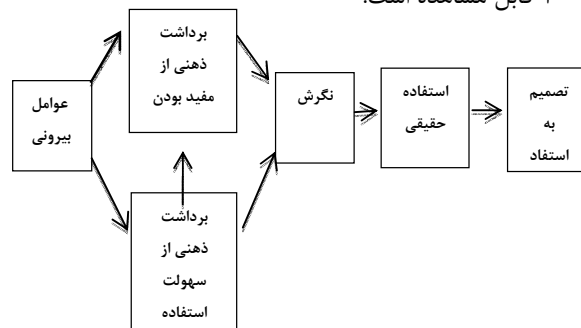 ۱ قابل مشاهده است.
برداشت
ذهنی از
مفید بودن
عوامل
بیرونی
نگرش
استفاده
حقیقی
تصمیم
به
استفاد
برداشت
ذهنی از
سهولت
استفاده